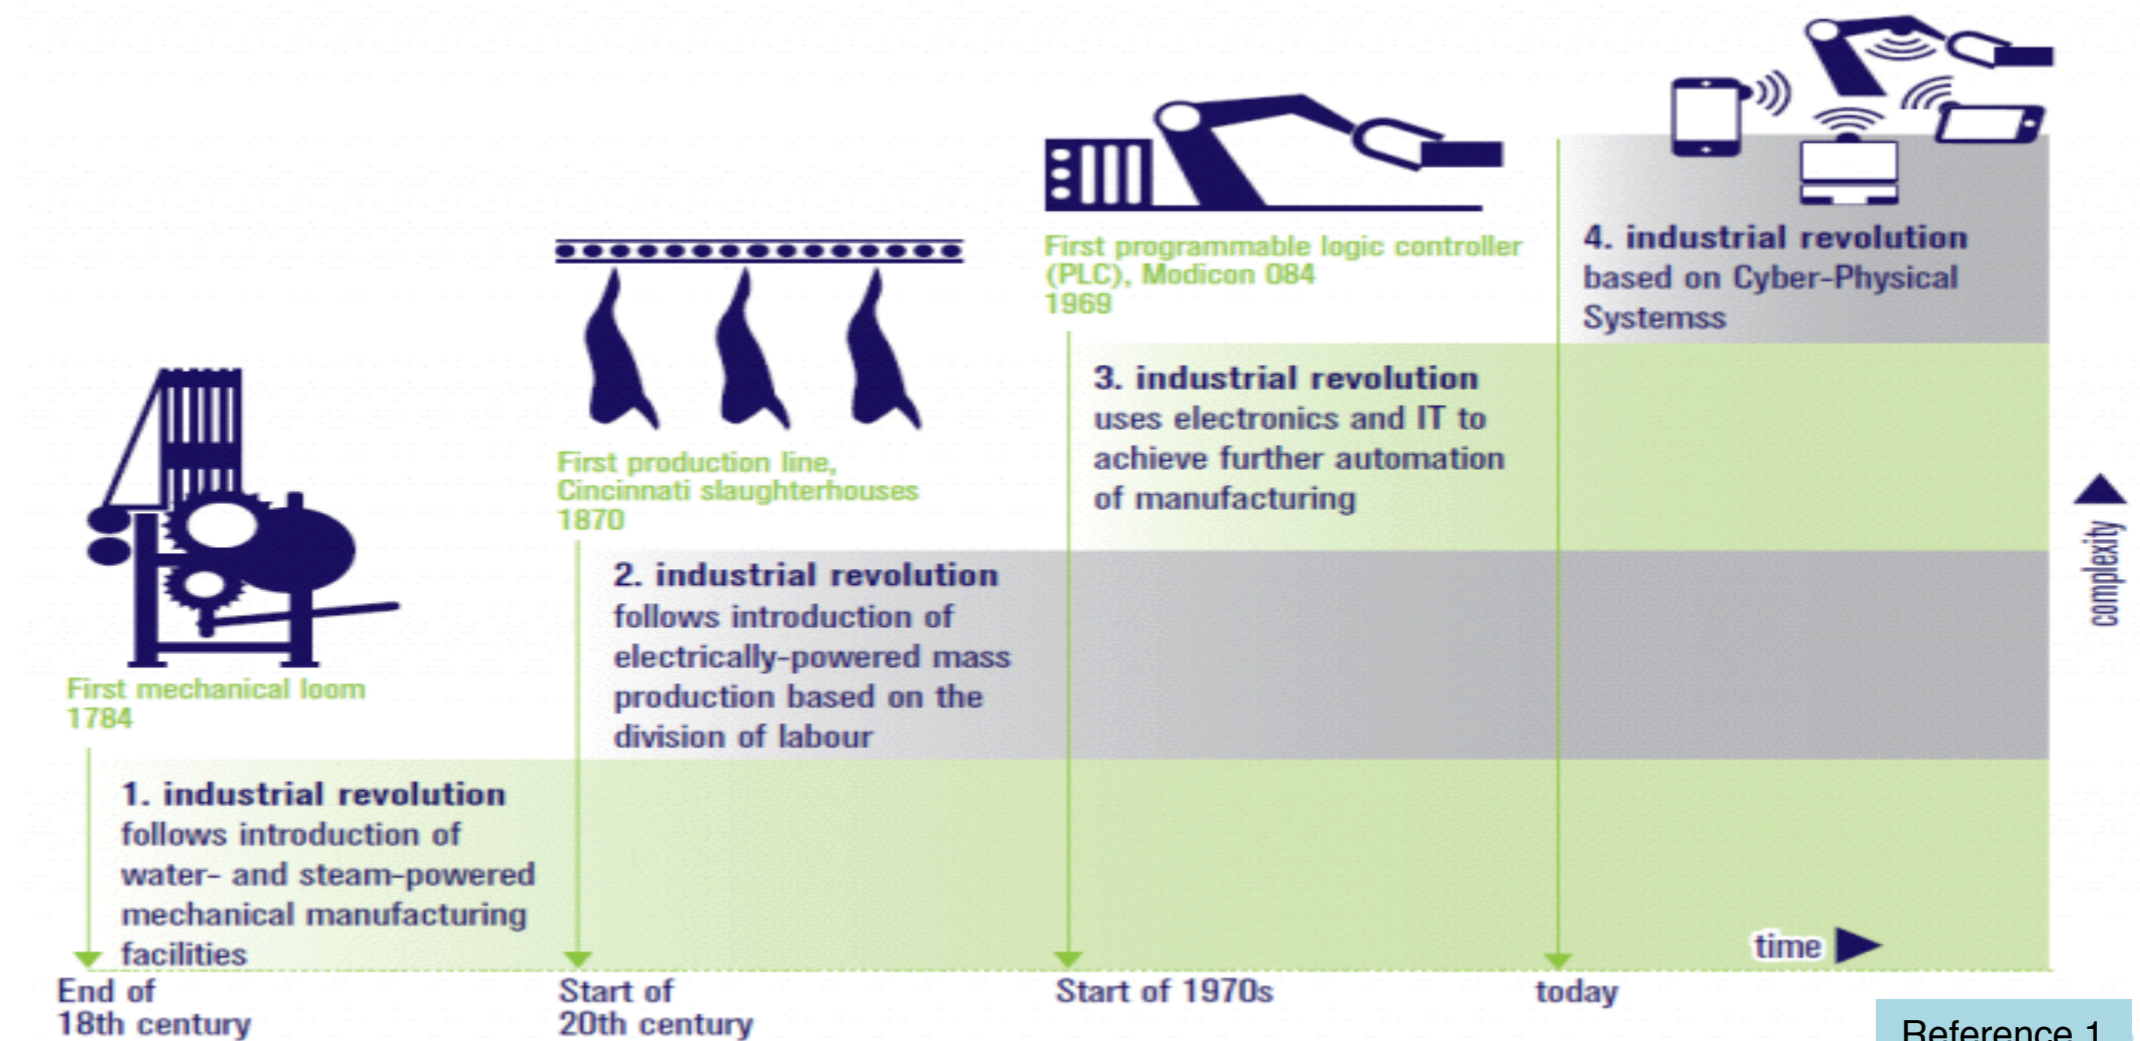 First programmable logic controller
(PLC), Modicon 084
1969
4. industrial revolution
based on Cyber-Physical
Systemss
3. industrial revolution
uses electronics and IT to
achieve further automation
of manufacturing
First production line,
Cincinnati slaughterhouses
1870
2. industrial revolution
follows introduction of
electrically-powered mass
production based on the
division of labour
First mechanical loom
1784
1. industrial revolution
follows introduction of
water- and steam-powered
mechanical manufacturing
facilities
complexity
time
End of
18th century
Start of
20th century
Start of 1970s
today
Reference 1